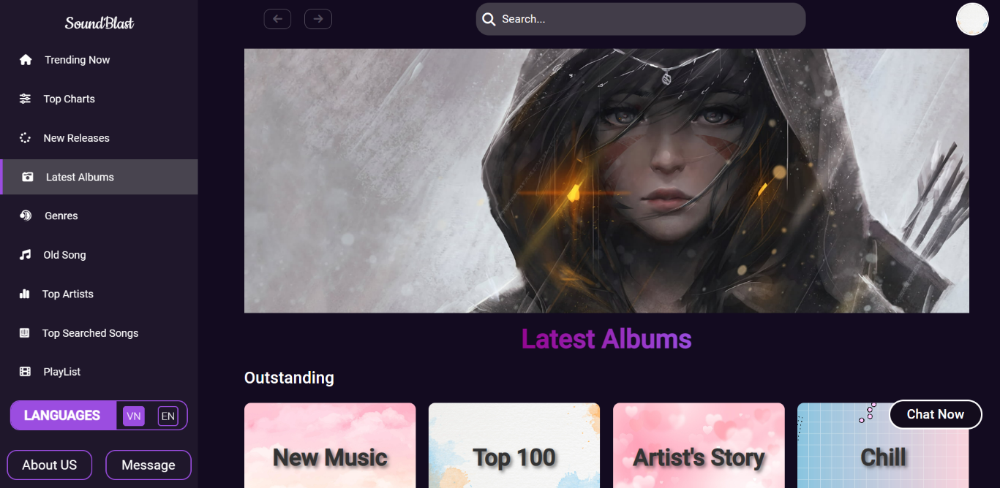 SoundBlast
Search...
Trending Now
Top Charts
New Releases
Latest Albums
Genres
Old Song
Top Artists
Top Searched Songs
PlayList
LANGUAGES VN EN
About US Message
Latest Albums
Outstanding
New Music Top 100 Artist's Story Chill
Chat Now